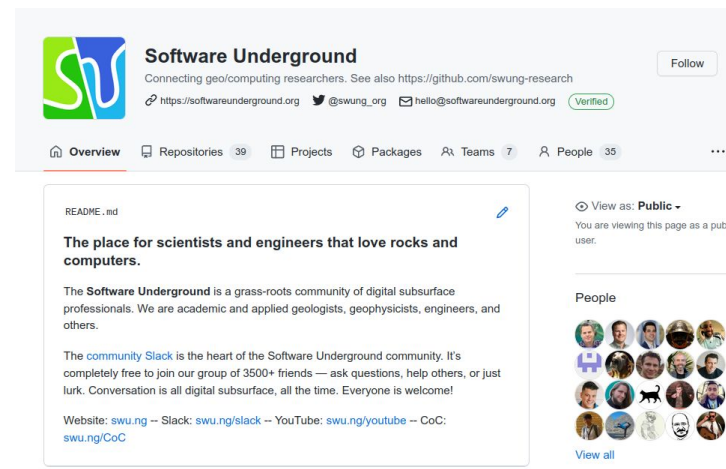 Software Underground
Connecting geo/computing researchers. See also https://github.com/swung-research
Follow
https://softwareunderground.org @swung_org hello@softwareunderground.org Verified
Overview Repositories 39 Projects Packages Teams 7 People 35 ...
README.md
The place for scientists and engineers that love rocks and
computers.
The Software Underground is a grass-roots community of digital subsurface
professionals. We are academic and applied geologists, geophysicists, engineers, and
others.
The community Slack is the heart of the Software Underground community. It's
completely free to join our group of 3500+ friends — ask questions, help others, or just
lurk. Conversation is all digital subsurface, all the time. Everyone is welcome!
Website: swu.ng -- Slack: swu.ng/slack -- YouTube: swu.ng/youtube -- CoC:
swu.ng/CoC
View as: Public
You are viewing this page as a pub
user.
People
View all